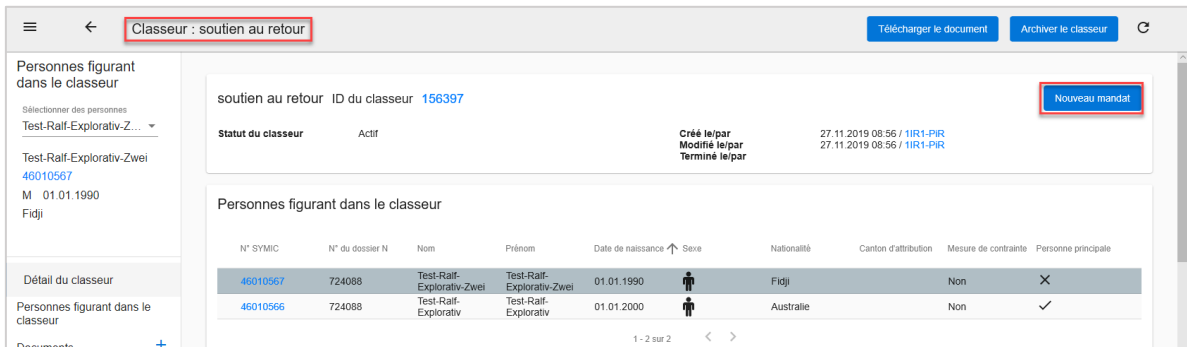 Classeur : soutien au retour
Télécharger le document
Archiver le classeur
Personnes figurant
dans le classeur
Sélectionner des personnes
Test-Ralf-Explorativ-Z...
Test-Ralf-Explorativ-Zwei
46010567
M 01.01.1990
Fidji
Détail du classeur
Personnes figurant dans le
classeur
Documents +
soutien au retour ID du classeur 156397
Nouveau mandat
Statut du classeur Actif
Créé le/par 27.11.2019 08:56 / 1IR1-PiR
Modifié le/par 27.11.2019 08:56 / 1IR1-PiR
Terminé le/par
Personnes figurant dans le classeur
N° SYMIC N° du dossier N Nom Prénom Date de naissance Sexe Nationalité Canton d'attribution Mesure de contrainte Personne principale
46010567 724088 Test-Ralf-Explorativ-Zwei Test-Ralf-Explorativ-Zwei 01.01.1990 Fidji Non
46010566 724088 Test-Ralf-Explorativ Test-Ralf-Explorativ 01.01.2000 Australie Non
1 - 2 sur 2